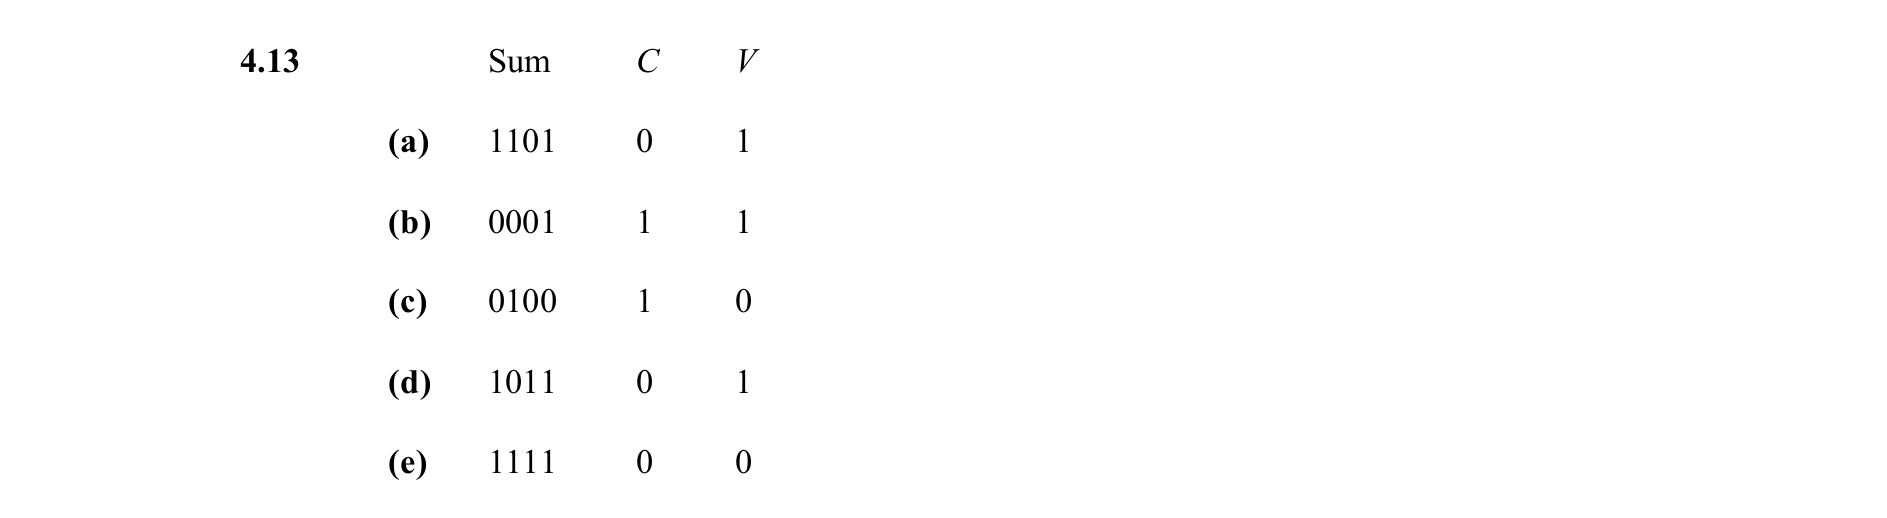 4.13 Sum C V
(a) 1101 0 1
(b) 0001 1 1
(c) 0100 1 0
(d) 1011 0 1
(e) 1111 0 0